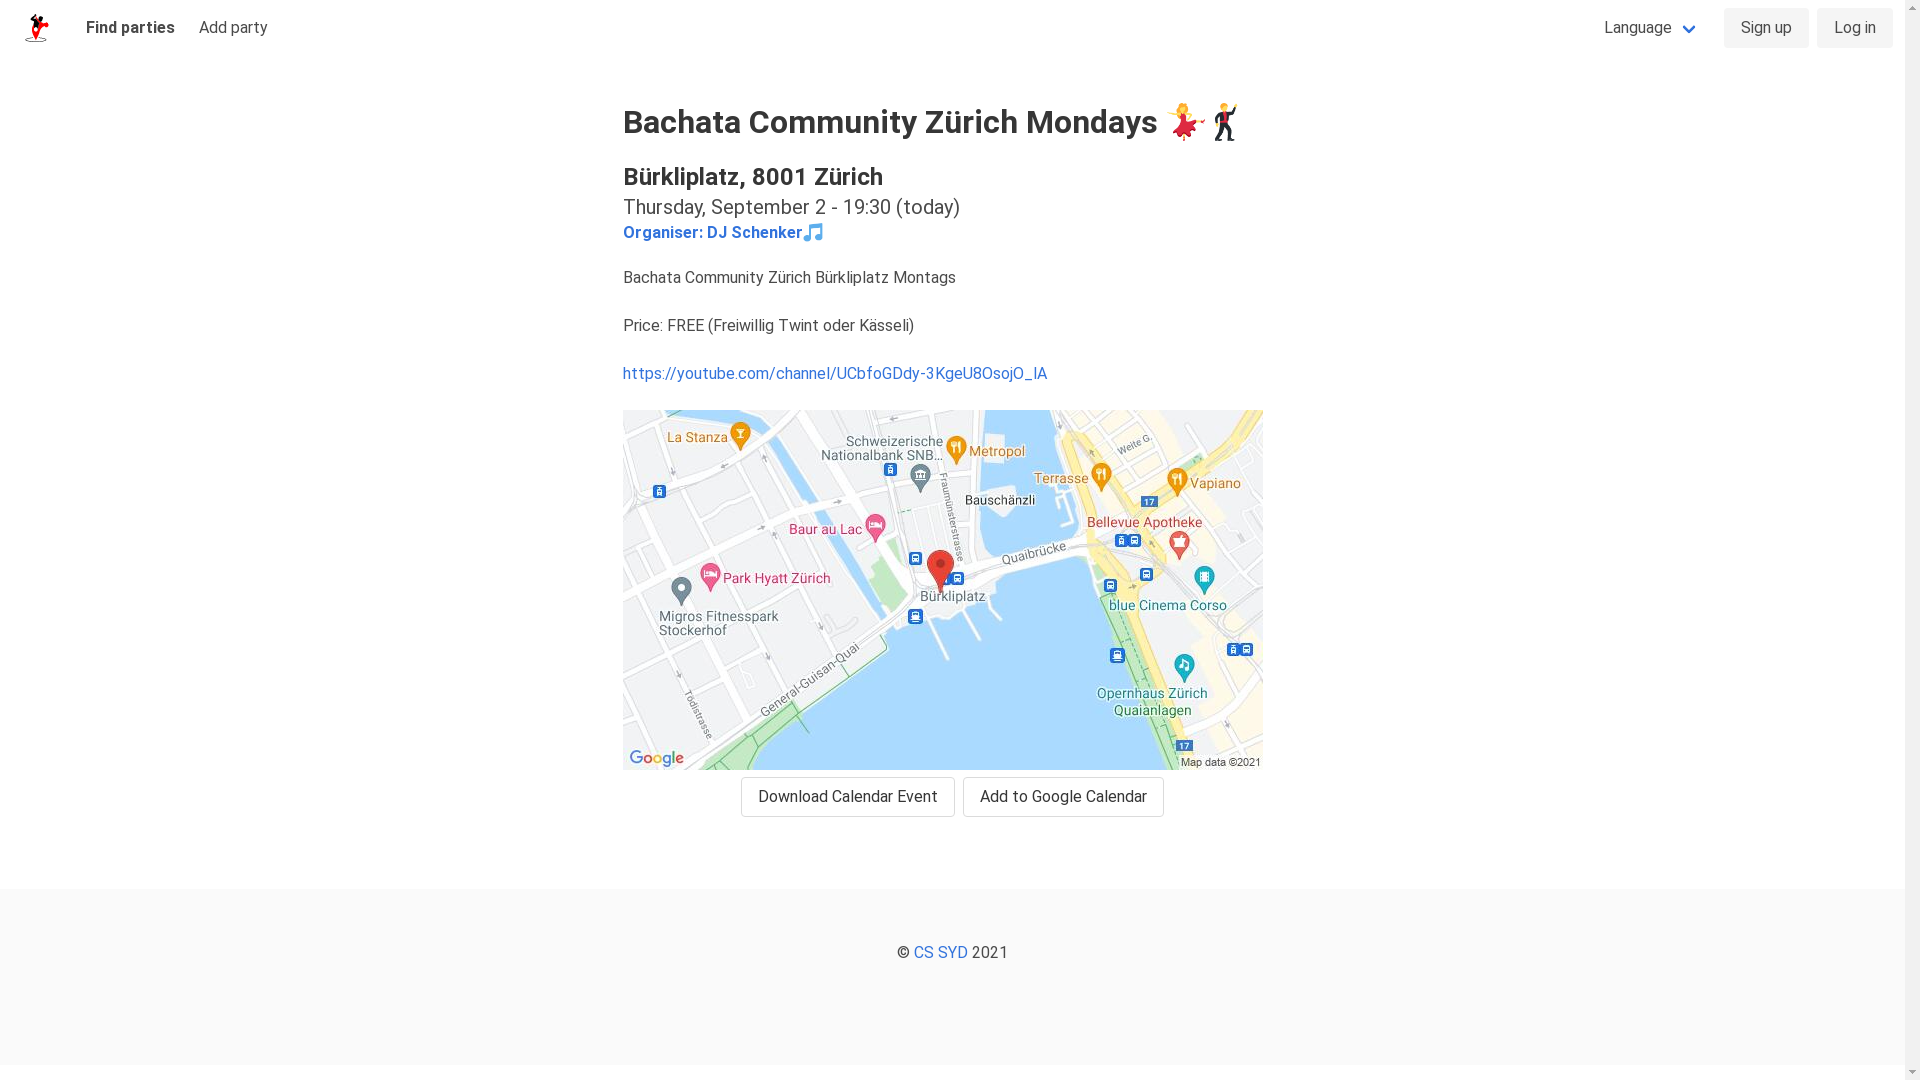 Find parties
Add party
Language
Sign up
Log in
Bachata Community Zürich Mondays 💃🕺
Bürkliplatz, 8001 Zürich
Thursday, September 2 - 19:30 (today)
Organiser: DJ Schenker🎵
Bachata Community Zürich Bürkliplatz Montags
Price: FREE (Freiwillig Twint oder Kässeli)
https://youtube.com/channel/UCbfoGDdy-3KgeU8OsojO_lA
La Stanza
Schweizerische
Nationalbank SNB...
Metropol
Weite G.
Terrasse
Vapiano
Fraumünsterstrasse
Bauschänzli
17
Baur au Lac
Bellevue Apotheke
Quaibrücke
Park Hyatt Zürich
Bürkliplatz
blue Cinema Corso
Migros Fitnesspark
Stockerhof
General-Guisan-Quai
Tödistrasse
Opernhaus Zürich
Quaianlagen
17
Google
Map data ©2021
Download Calendar Event
Add to Google Calendar
© CS SYD 2021